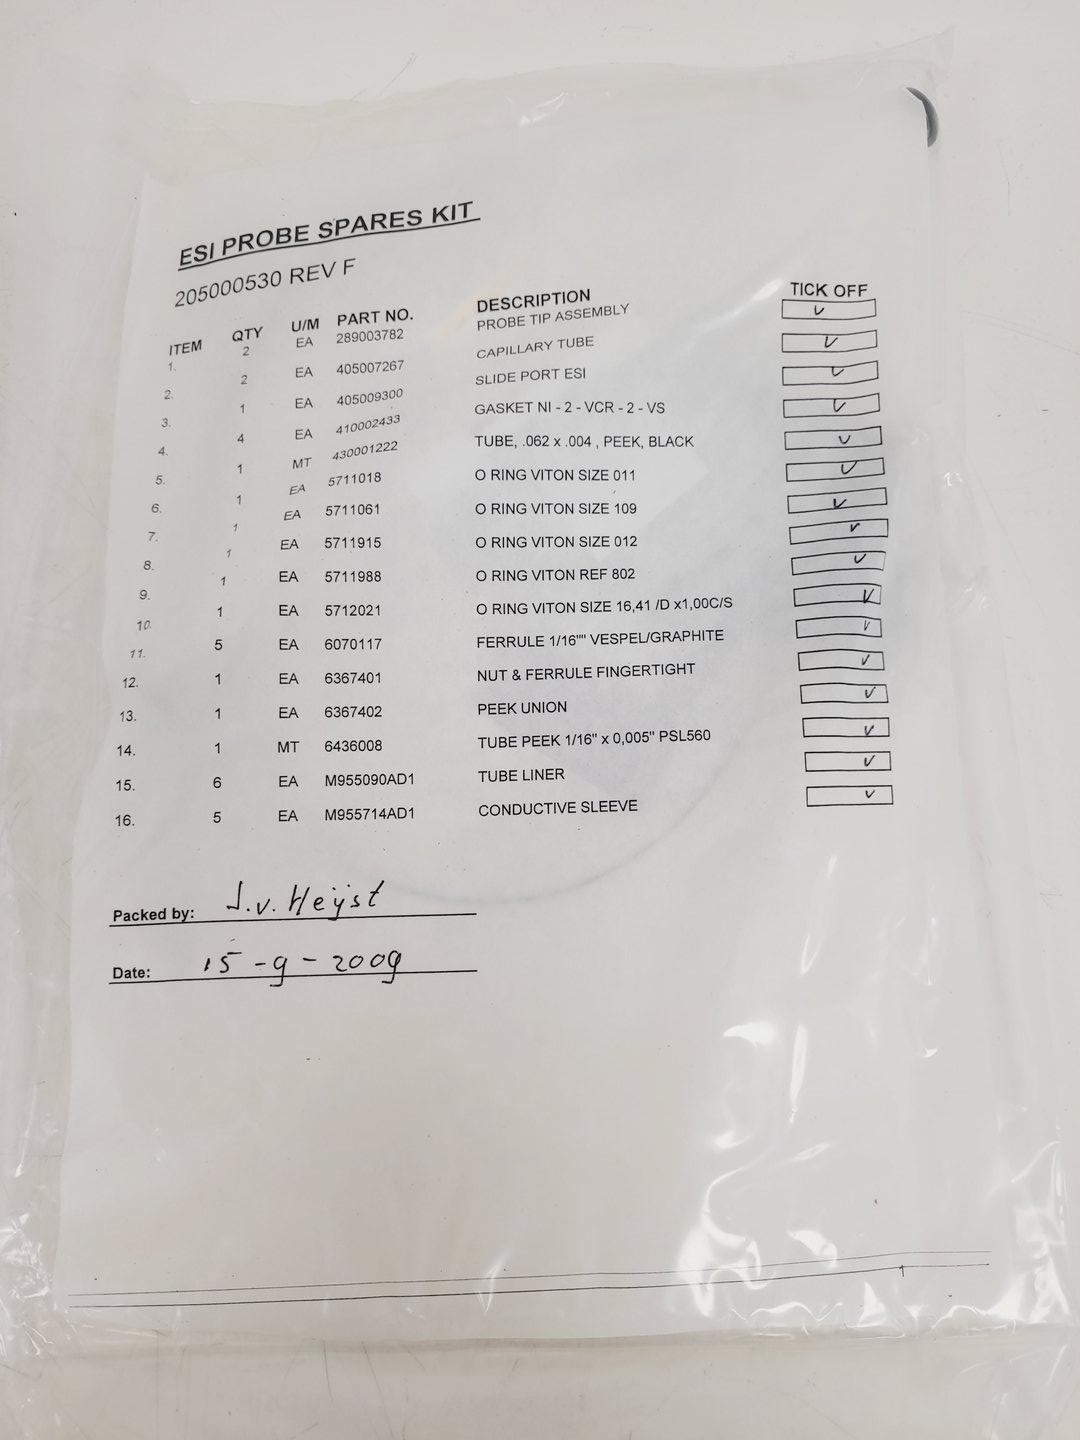 ESI PROBE SPARES KIT
205000530 REV F
ITEM QTY U/M PART NO. DESCRIPTION TICK OFF
1. 2 EA 289003782 PROBE TIP ASSEMBLY ✓
2. 2 EA 405007267 CAPILLARY TUBE ✓
3. 1 EA 405009300 SLIDE PORT ESI ✓
4. 4 EA 410002433 GASKET NI - 2 - VCR - 2 - VS ✓
5. 1 MT 430001222 TUBE, .062 x .004 , PEEK, BLACK ✓
6. 1 EA 5711018 O RING VITON SIZE 011 ✓
7. 1 EA 5711061 O RING VITON SIZE 109 ✓
8. 1 EA 5711915 O RING VITON SIZE 012 ✓
9. 1 EA 5711988 O RING VITON REF 802 ✓
10. 1 EA 5712021 O RING VITON SIZE 16,41 /D x1,00C/S ✓
11. 5 EA 6070117 FERRULE 1/16"" VESPEL/GRAPHITE ✓
12. 1 EA 6367401 NUT & FERRULE FINGERTIGHT ✓
13. 1 EA 6367402 PEEK UNION ✓
14. 1 MT 6436008 TUBE PEEK 1/16" x 0,005" PSL560 ✓
15. 6 EA M955090AD1 TUBE LINER ✓
16. 5 EA M955714AD1 CONDUCTIVE SLEEVE ✓
Packed by: J.v. Heijst
Date: 15-9-2009
1